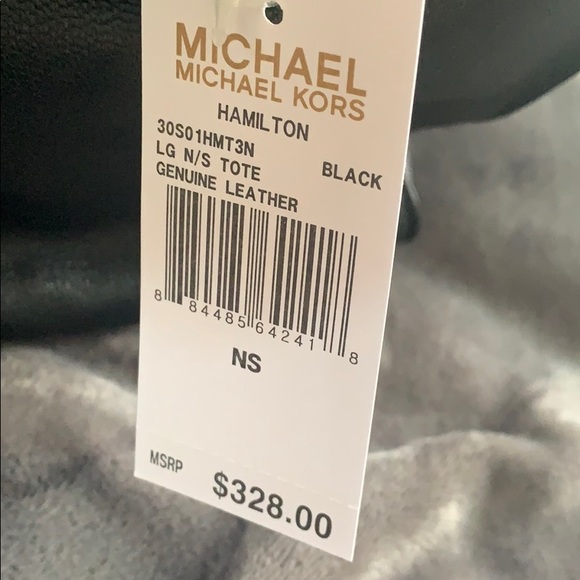 MICHAEL
MICHAEL KORS
HAMILTON
30S01HMT3N
LG N/S TOTE BLACK
GENUINE LEATHER
8 84485 64241 8
NS
MSRP $328.00